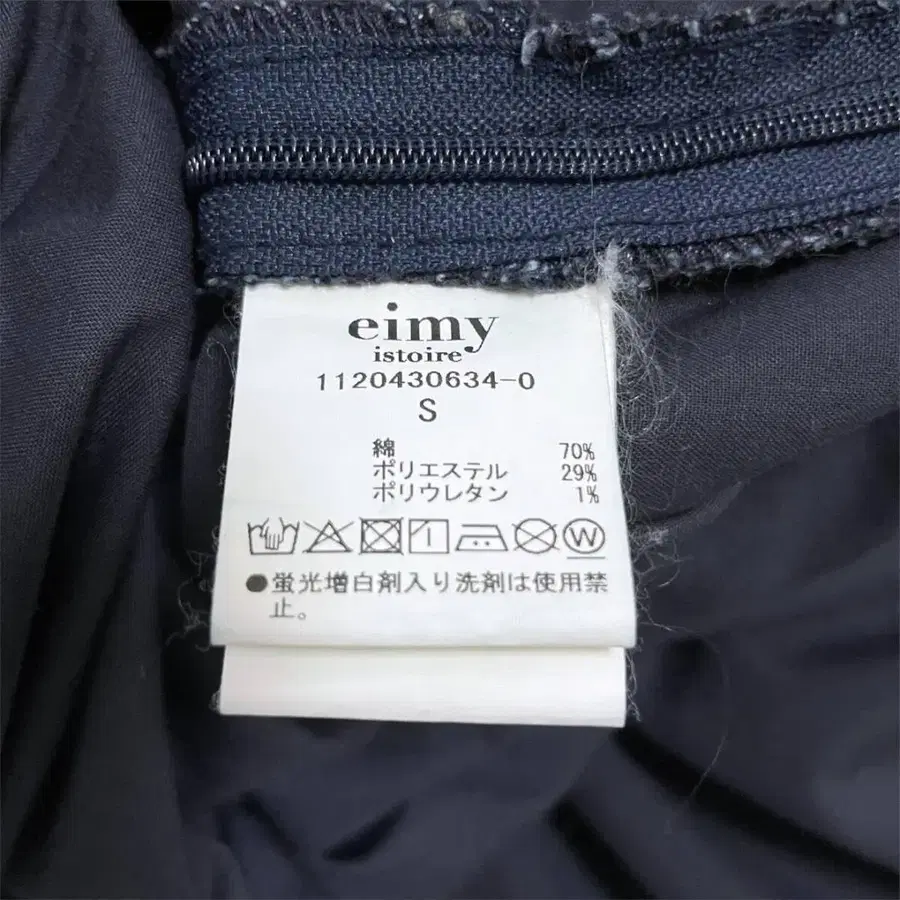 eimy
istoire
1120430634-0
S
綿 70%
ポリエステル 29%
ポリウレタン 1%
W
●蛍光増白剤入り洗剤は使用禁
止。